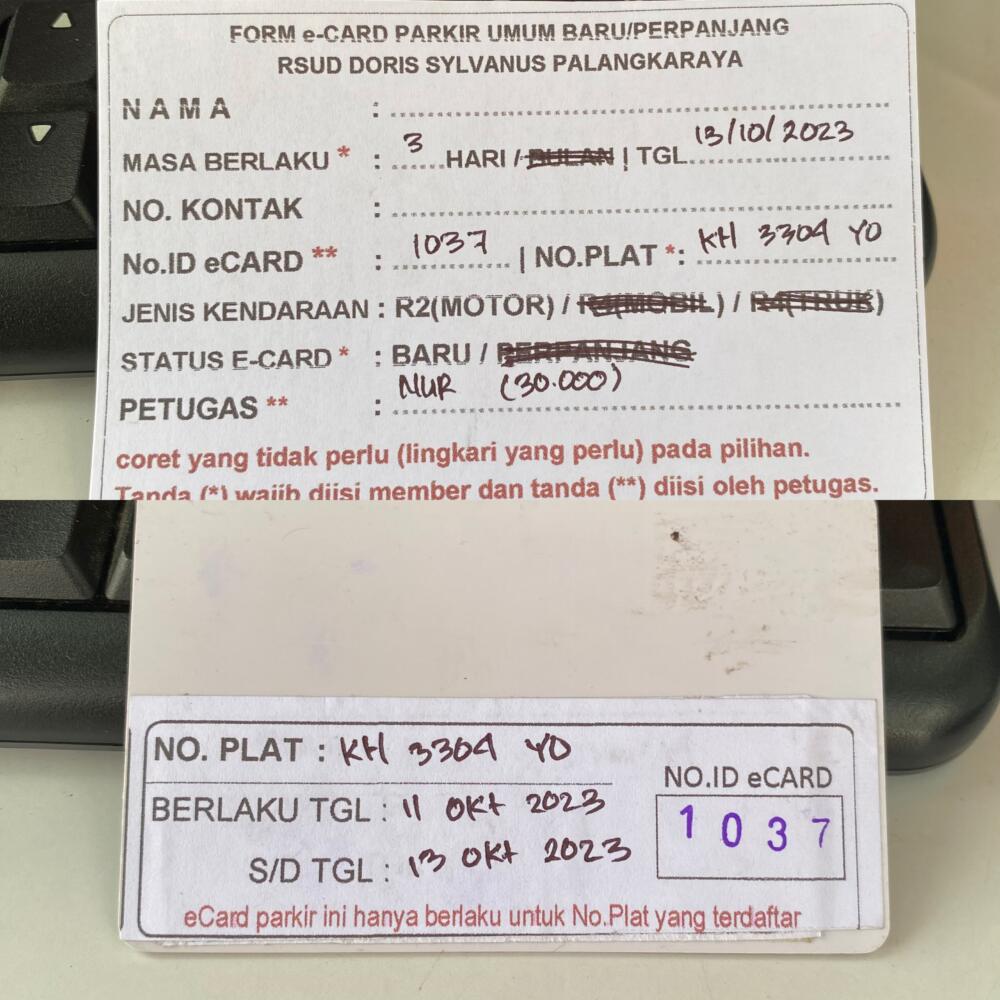 FORM e-CARD PARKIR UMUM BARU/PERPANJANG
RSUD DORIS SYLVANUS PALANGKARAYA
N A M A :
MASA BERLAKU * : 3 HARI / BULAN | TGL 13/10/2023
NO. KONTAK :
No.ID eCARD ** : 1037 | NO.PLAT *: KH 3304 YO
JENIS KENDARAAN : R2(MOTOR) / R4(MOBIL) / R4(TRUK)
STATUS E-CARD * : BARU / PERPANJANG
PETUGAS ** : NUR (30.000)
coret yang tidak perlu (lingkari yang perlu) pada pilihan.
Tanda (*) wajib diisi member dan tanda (**) diisi oleh petugas.
NO. PLAT : KH 3304 YO
BERLAKU TGL : 11 OKt 2023
S/D TGL : 13 OKt 2023
NO.ID eCARD
1037
eCard parkir ini hanya berlaku untuk No.Plat yang terdaftar